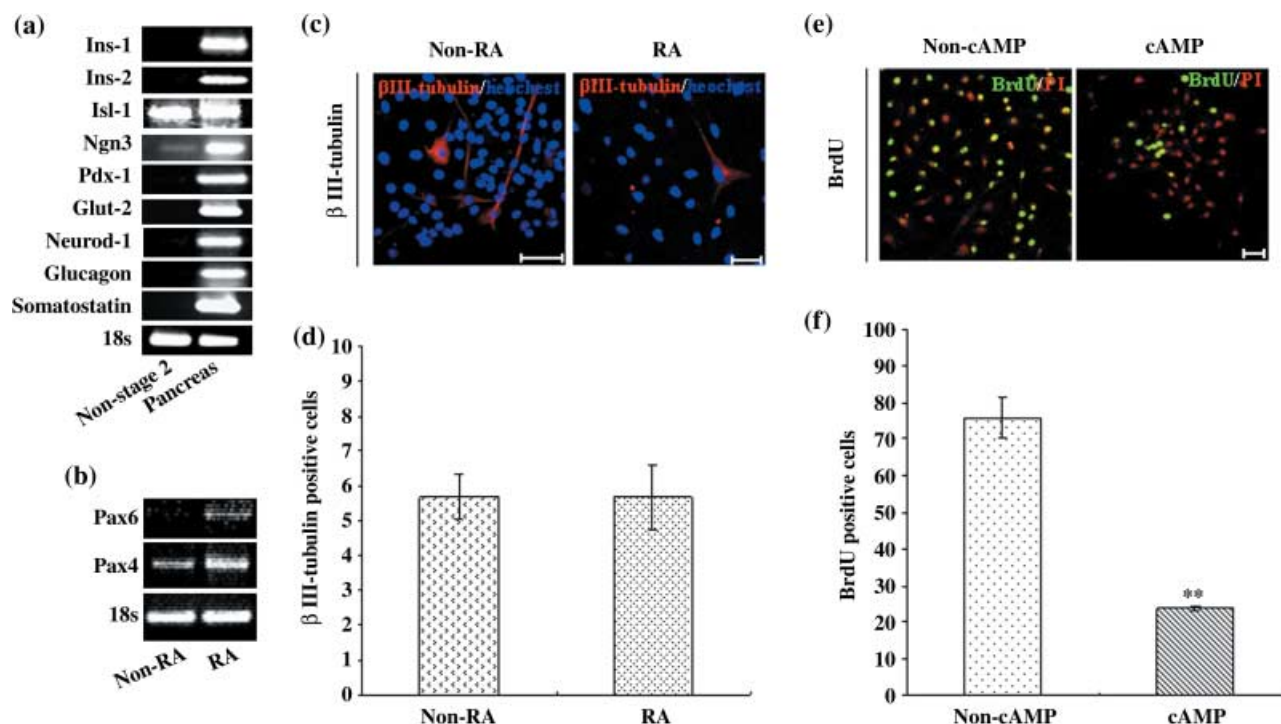 (a)
Ins-1
Ins-2
Isl-1
Ngn3
Pdx-1
Glut-2
Neurod-1
Glucagon
Somatostatin
18s
Non-stage 2
Pancreas
(b)
Pax6
Pax4
18s
Non-RA
RA
(c)
Non-RA
RA
β III-tubulin
βIII-tubulin/heochest
βIII-tubulin/heochest
(d)
β III-tubulin positive cells
10
9
8
7
6
5
4
3
2
1
0
Non-RA
RA
(e)
Non-cAMP
cAMP
BrdU
BrdU/PI
BrdU/PI
(f)
BrdU positive cells
100
90
80
70
60
50
40
30
20
10
0
**
Non-cAMP
cAMP